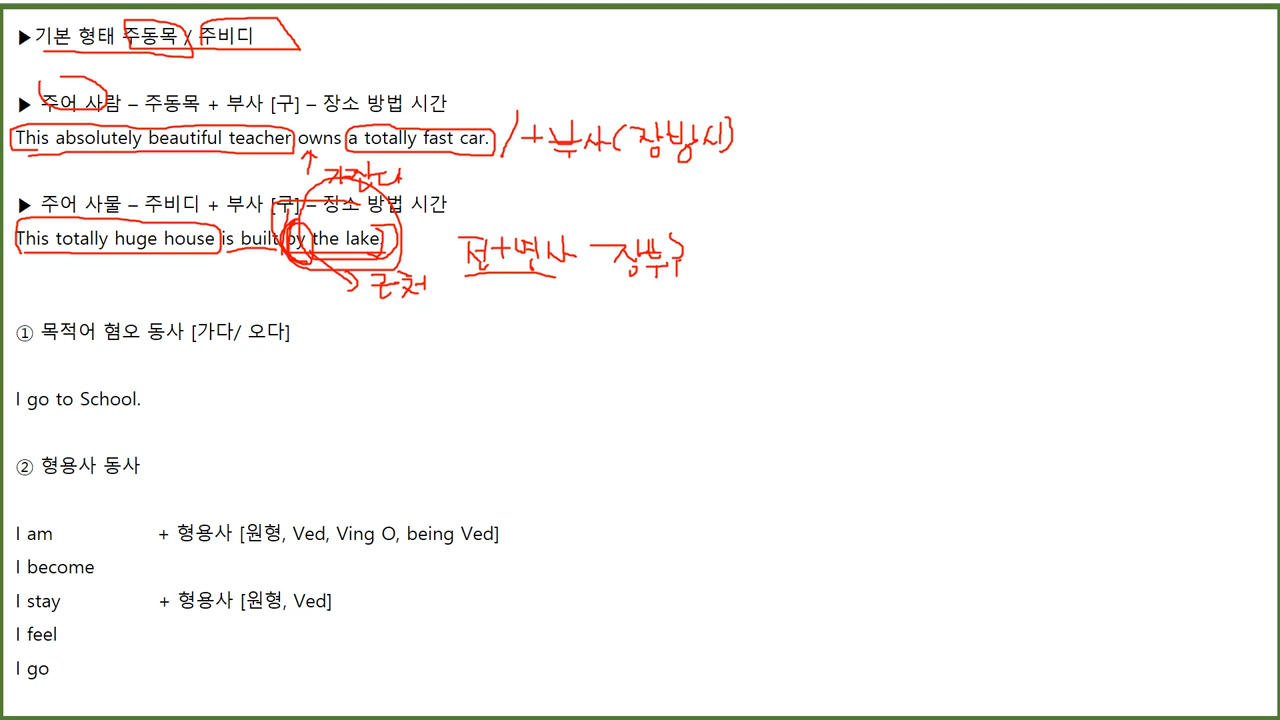 ▶기본 형태 주동목 / 주비디
▶ 주어 사람 – 주동목 + 부사 [구] – 장소 방법 시간
This absolutely beautiful teacher owns a totally fast car. / + 부사(장방시)
가잖다
▶ 주어 사물 – 주비디 + 부사 [구] – 장소 방법 시간
This totally huge house is built by the lake. 전+명사 – 장부구
근처
① 목적어 혐오 동사 [가다/ 오다]
I go to School.
② 형용사 동사
I am + 형용사 [원형, Ved, Ving O, being Ved]
I become
I stay + 형용사 [원형, Ved]
I feel
I go